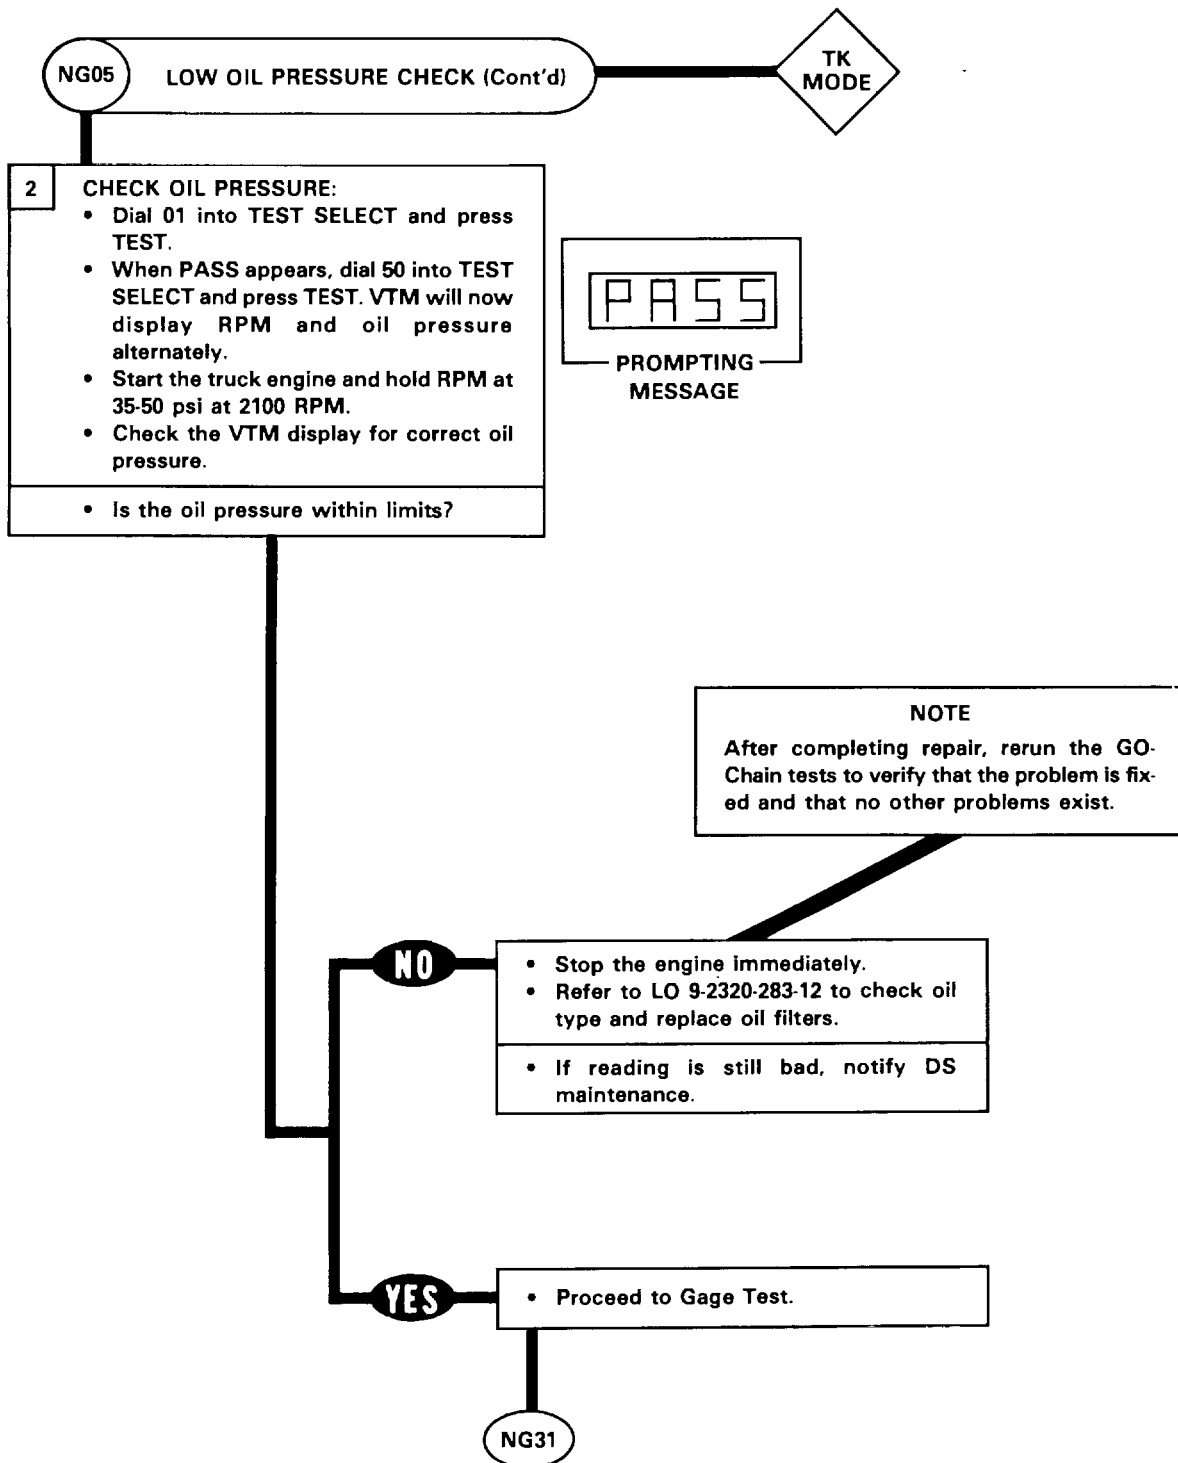 NG05
LOW OIL PRESSURE CHECK (Cont'd)
TK
MODE
2
CHECK OIL PRESSURE:
• Dial 01 into TEST SELECT and press
TEST.
• When PASS appears, dial 50 into TEST
SELECT and press TEST. VTM will now
display RPM and oil pressure
alternately.
• Start the truck engine and hold RPM at
35-50 psi at 2100 RPM.
• Check the VTM display for correct oil
pressure.
• Is the oil pressure within limits?
PASS
PROMPTING
MESSAGE
NOTE
After completing repair, rerun the GO-
Chain tests to verify that the problem is fix-
ed and that no other problems exist.
NO
• Stop the engine immediately.
• Refer to LO 9-2320-283-12 to check oil
type and replace oil filters.
• If reading is still bad, notify DS
maintenance.
YES
• Proceed to Gage Test.
NG31